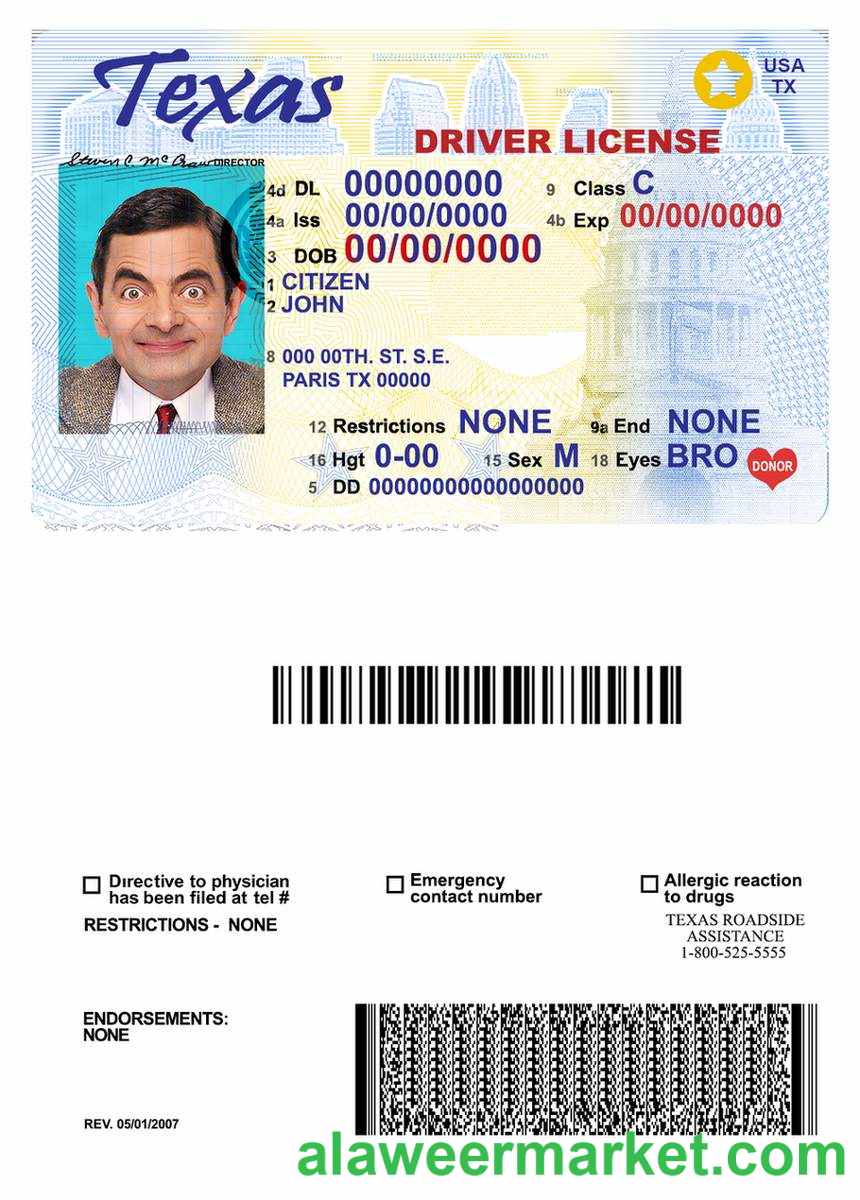 Texas
USA
TX
DRIVER LICENSE
Steven C. McCraw DIRECTOR
4d DL 00000000 9 Class C
4a Iss 00/00/0000 4b Exp 00/00/0000
3 DOB 00/00/0000
1 CITIZEN
2 JOHN
8 000 00TH. ST. S.E.
PARIS TX 00000
12 Restrictions NONE 9a End NONE
16 Hgt 0-00 15 Sex M 18 Eyes BRO DONOR
5 DD 00000000000000000
Directive to physician
has been filed at tel #
Emergency
contact number
Allergic reaction
to drugs
RESTRICTIONS - NONE
TEXAS ROADSIDE
ASSISTANCE
1-800-525-5555
ENDORSEMENTS:
NONE
REV. 05/01/2007
alaweermarket.com